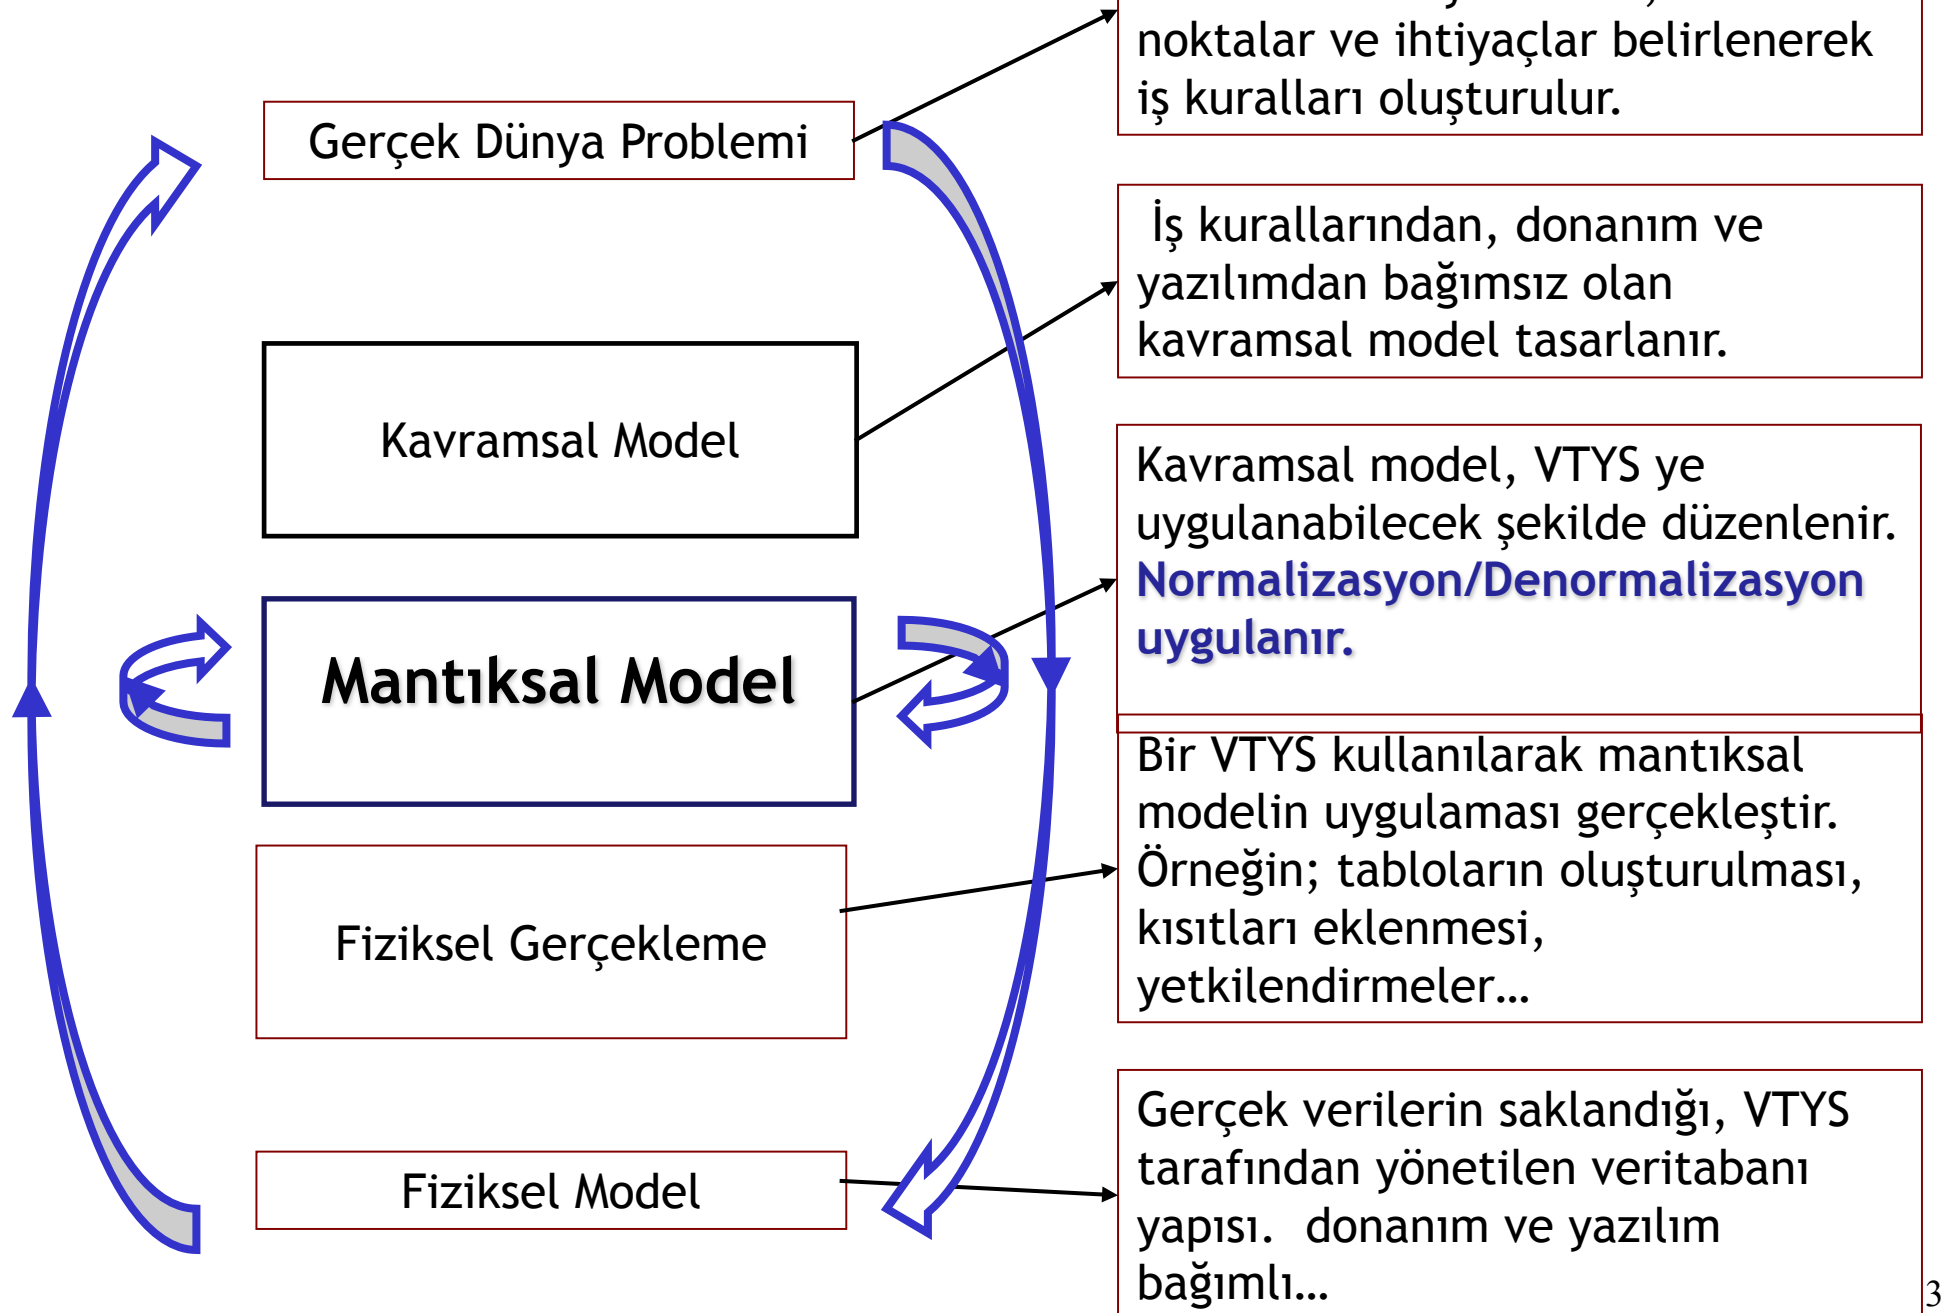 noktalar ve ihtiyaçlar belirlenerek
iş kuralları oluşturulur.
Gerçek Dünya Problemi
İş kurallarından, donanım ve
yazılımdan bağımsız olan
kavramsal model tasarlanır.
Kavramsal Model
Kavramsal model, VTYS ye
uygulanabilecek şekilde düzenlenir.
Normalizasyon/Denormalizasyon
uygulanır.
Mantıksal Model
Bir VTYS kullanılarak mantıksal
modelin uygulaması gerçekleştir.
Örneğin; tabloların oluşturulması,
kısıtları eklenmesi,
yetkilendirmeler…
Fiziksel Gerçekleme
Gerçek verilerin saklandığı, VTYS
tarafından yönetilen veritabanı
yapısı.  donanım ve yazılım
bağımlı…
Fiziksel Model
3